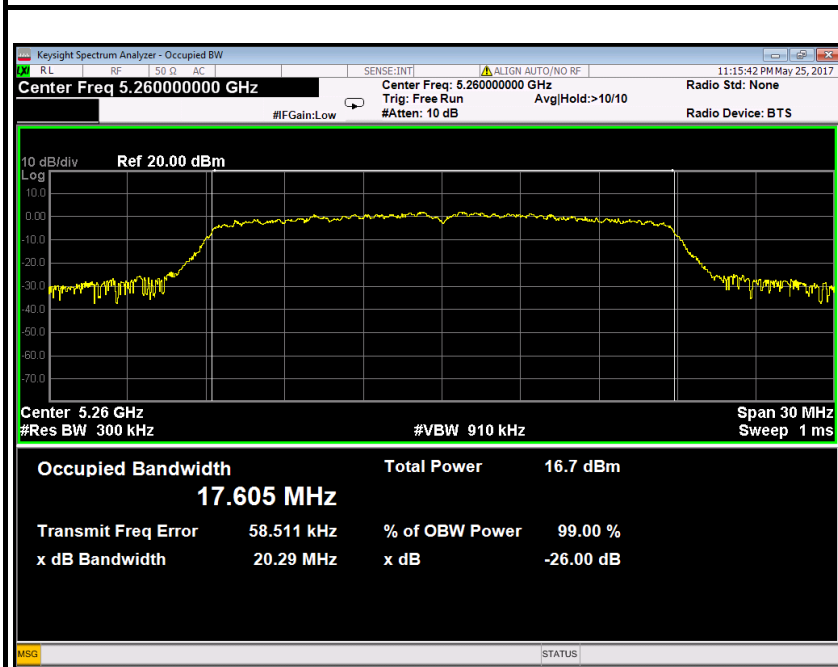 Keysight Spectrum Analyzer - Occupied BW
LXI RL RF 50 Ω AC SENSE:INT ALIGN AUTO/NO RF 11:15:42 PM May 25, 2017
Center Freq 5.260000000 GHz Center Freq: 5.260000000 GHz Radio Std: None
Trig: Free Run Avg|Hold:>10/10
#IFGain:Low #Atten: 10 dB Radio Device: BTS
10 dB/div Ref 20.00 dBm
Log
10.0
0.00
-10.0
-20.0
-30.0
-40.0
-50.0
-60.0
-70.0
Center 5.26 GHz Span 30 MHz
#Res BW 300 kHz #VBW 910 kHz Sweep 1 ms
Occupied Bandwidth Total Power 16.7 dBm
17.605 MHz
Transmit Freq Error 58.511 kHz % of OBW Power 99.00 %
x dB Bandwidth 20.29 MHz x dB -26.00 dB
MSG STATUS